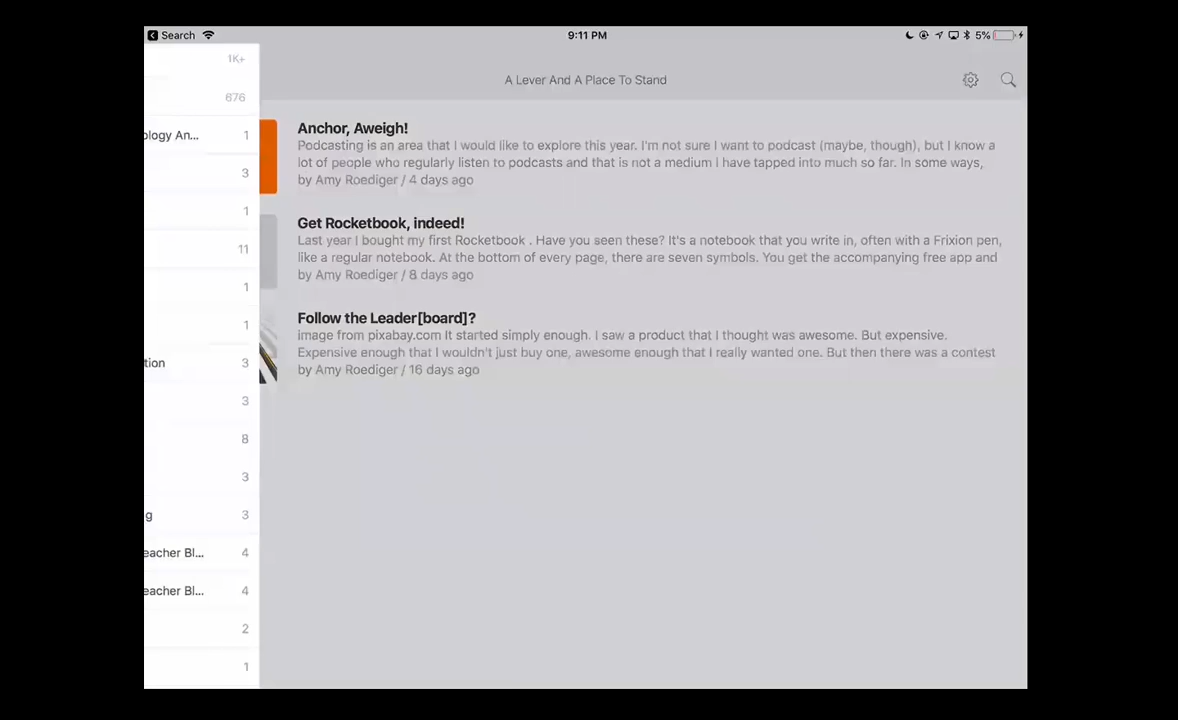 Search
9:11 PM
5%
1K+
676
ology An... 1
3
1
11
1
1
tion 3
3
8
3
g 3
eacher Bl... 4
eacher Bl... 4
2
1
A Lever And A Place To Stand
Anchor, Aweigh!
Podcasting is an area that I would like to explore this year. I'm not sure I want to podcast (maybe, though), but I know a
lot of people who regularly listen to podcasts and that is not a medium I have tapped into much so far. In some ways,
by Amy Roediger / 4 days ago
Get Rocketbook, indeed!
Last year I bought my first Rocketbook . Have you seen these? It's a notebook that you write in, often with a Frixion pen,
like a regular notebook. At the bottom of every page, there are seven symbols. You get the accompanying free app and
by Amy Roediger / 8 days ago
Follow the Leader[board]?
image from pixabay.com It started simply enough. I saw a product that I thought was awesome. But expensive.
Expensive enough that I wouldn't just buy one, awesome enough that I really wanted one. But then there was a contest
by Amy Roediger / 16 days ago